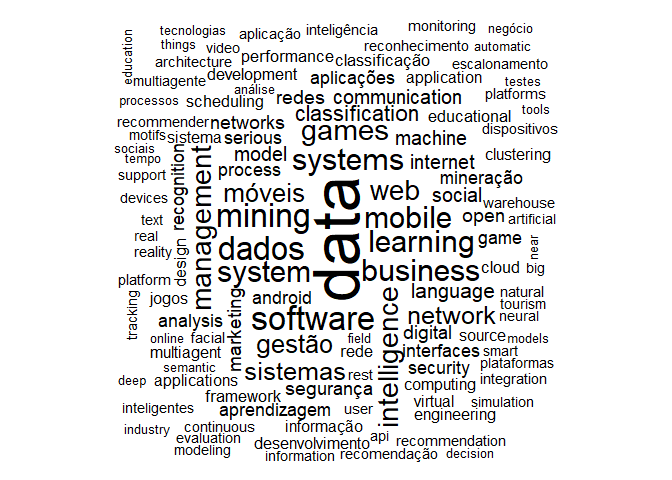 tecnologias aplicação inteligência monitoring negócio
education things video reconhecimento automatic
architecture performance classificação escalonamento
multiagente development aplicações application testes
análise
processos scheduling redes communication platforms
recommender networks classification educational tools
motifs sistema serious games machine dispositivos
sociais
tempo recognition model systems internet clustering
support management process mineração
devices móveis data web social warehouse
text mining mobile open artificial
real
reality design dados learning game near
platform system business cloud big
tracking jogos android intelligence language natural
marketing software network tourism
analysis neural
online facial gestão field digital source models
multiagent rede interfaces smart
semantic sistemas security plataformas
deep applications rest computing integration
framework segurança virtual simulation
inteligentes aprendizagem user engineering
industry continuous informação
evaluation desenvolvimento api recommendation
modeling information recomendação decision